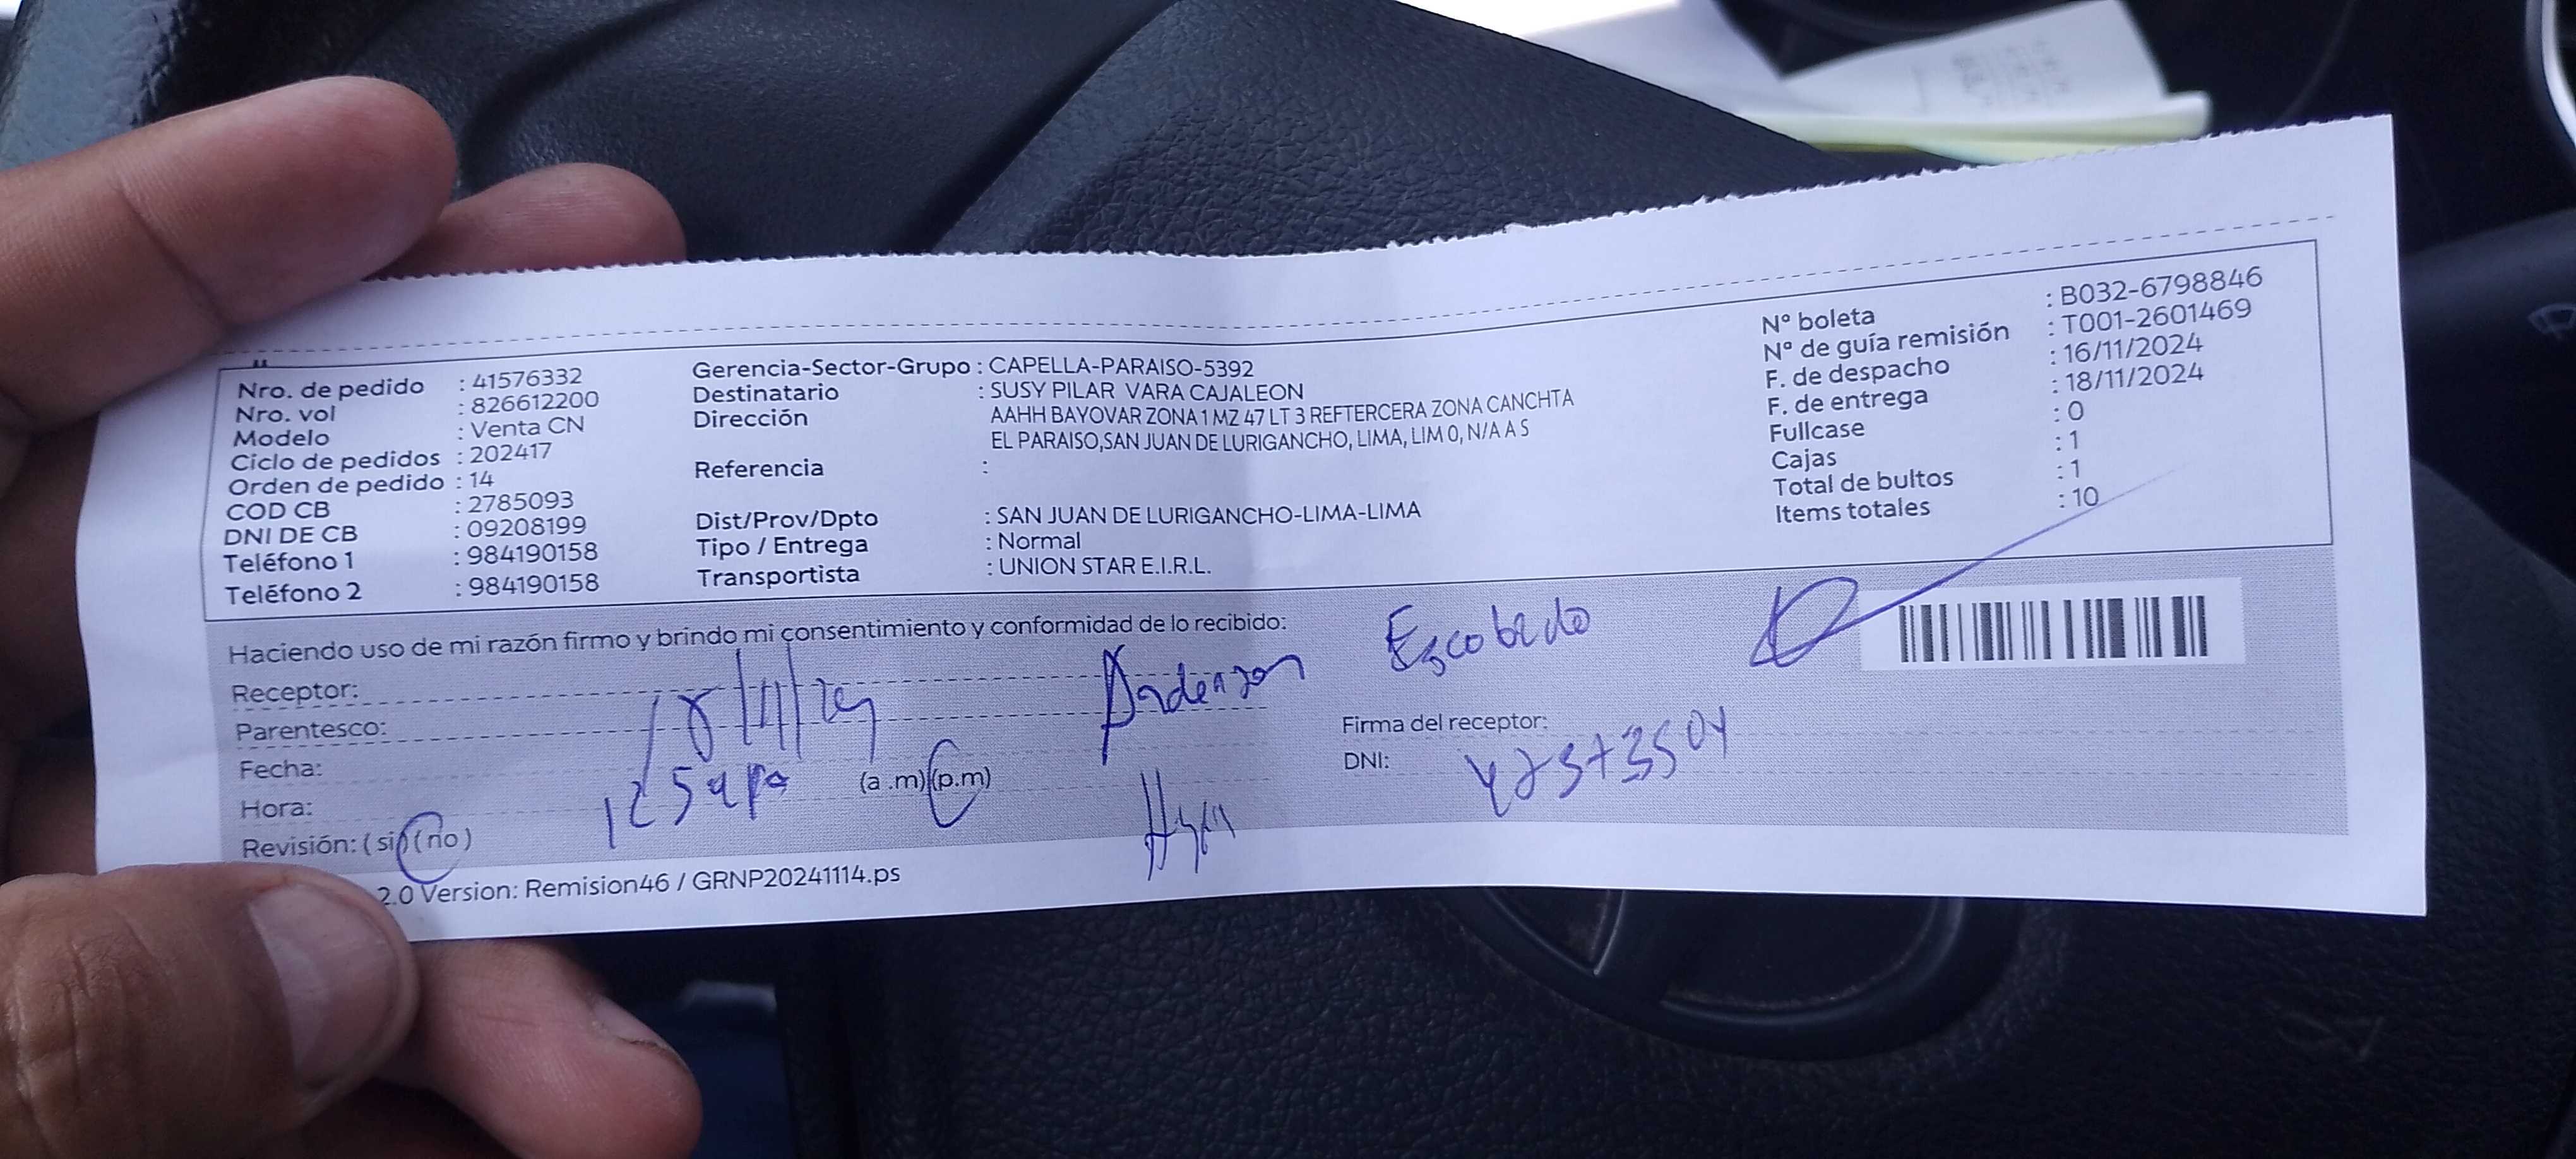 Nro. de pedido : 41576332
Nro. vol : 826612200
Modelo : Venta CN
Ciclo de pedidos : 202417
Orden de pedido : 14
COD CB : 2785093
DNI DE CB : 09208199
Teléfono 1 : 984190158
Teléfono 2 : 984190158
Gerencia-Sector-Grupo : CAPELLA-PARAISO-5392
Destinatario : SUSY PILAR VARA CAJALEON
Dirección AAHH BAYOVAR ZONA 1 MZ 47 LT 3 REFTERCERA ZONA CANCHTA
EL PARAISO,SAN JUAN DE LURIGANCHO, LIMA, LIM 0, N/A A S
Referencia :
Dist/Prov/Dpto : SAN JUAN DE LURIGANCHO-LIMA-LIMA
Tipo / Entrega : Normal
Transportista : UNION STAR E.I.R.L.
N° boleta : B032-6798846
N° de guía remisión : T001-2601469
F. de despacho : 16/11/2024
F. de entrega : 18/11/2024
Fullcase : 0
Cajas : 1
Total de bultos : 1
Items totales : 10
Haciendo uso de mi razón firmo y brindo mi consentimiento y conformidad de lo recibido:
Receptor: Anderson Escobedo
Parentesco:
Fecha: 18/11/24
Hora: (a .m) (p.m)
Revisión: ( si) ( no )
Firma del receptor:
DNI:
2.0 Version: Remision46 / GRNP20241114.ps